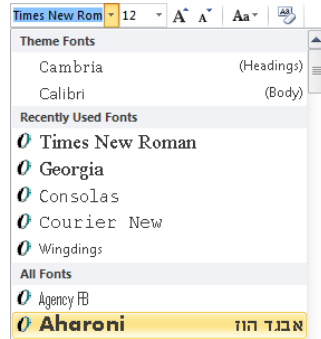 Times New Rom 12 A A Aa
Theme Fonts
Cambria (Headings)
Calibri (Body)
Recently Used Fonts
Times New Roman
Georgia
Consolas
Courier New
Wingdings
All Fonts
Agency FB
Aharoni אבגד הוז